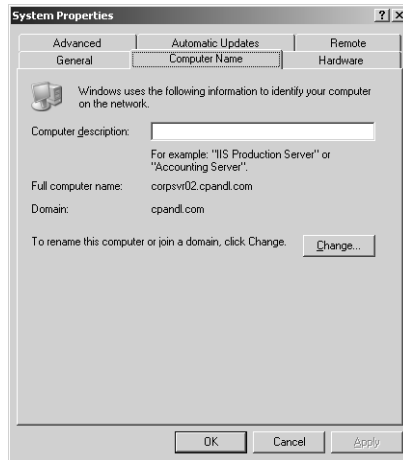 System Properties
Advanced Automatic Updates Remote
General Computer Name Hardware
Windows uses the following information to identify your computer
on the network.
Computer description:
For example: "IIS Production Server" or
"Accounting Server".
Full computer name: corpsvr02.cpandl.com
Domain: cpandl.com
To rename this computer or join a domain, click Change. Change...
OK Cancel Apply